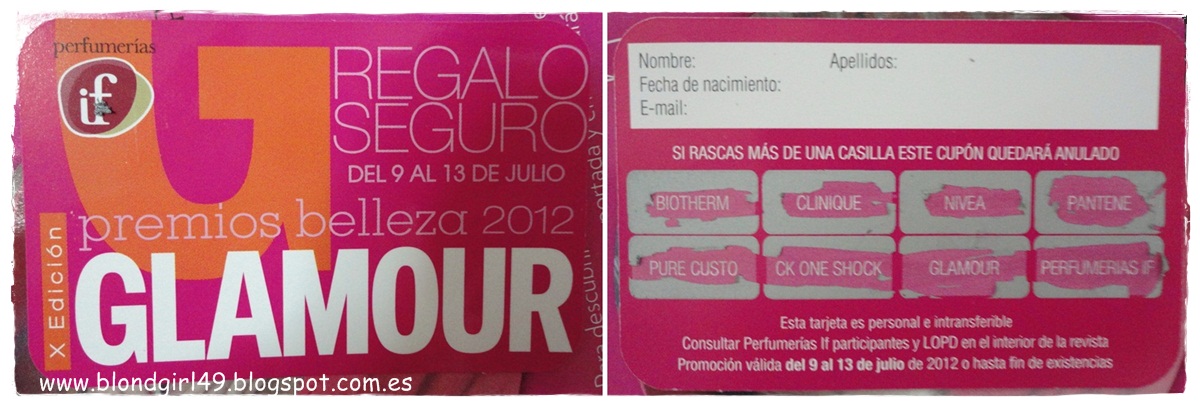 perfumerías
if
REGALO
SEGURO
DEL 9 AL 13 DE JULIO
premios belleza 2012
X Edición
GLAMOUR
www.blondgirl49.blogspot.com.es
Nombre: Apellidos:
Fecha de nacimiento:
E-mail:
SI RASCAS MÁS DE UNA CASILLA ESTE CUPÓN QUEDARÁ ANULADO
BIOTHERM CLINIQUE NIVEA PANTENE
PURE CUSTO CK ONE SHOCK GLAMOUR PERFUMERIAS IF
Esta tarjeta es personal e intransferible
Consultar Perfumerías If participantes y LOPD en el interior de la revista
Promoción válida del 9 al 13 de julio de 2012 o hasta fin de existencias
Para descubrir